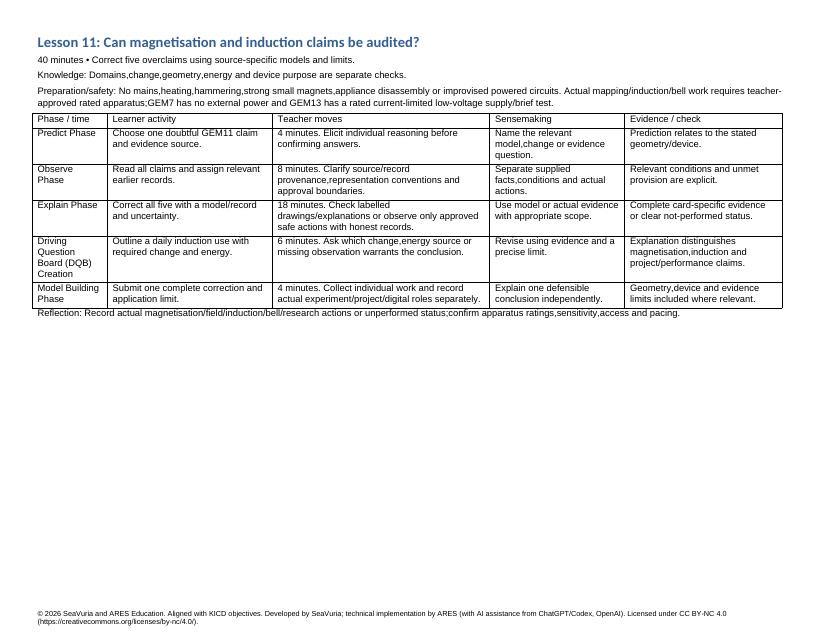 Lesson 11: Can magnetisation and induction claims be audited?
40 minutes • Correct five overclaims using source-specific models and limits.
Knowledge: Domains,change,geometry,energy and device purpose are separate checks.
Preparation/safety: No mains,heating,hammering,strong small magnets,appliance disassembly or improvised powered circuits. Actual mapping/induction/bell work requires teacher-
approved rated apparatus;GEM7 has no external power and GEM13 has a rated current-limited low-voltage supply/brief test.
Phase / time
Learner activity
Teacher moves
Sensemaking
Evidence / check
Predict Phase
Choose one doubtful GEM11 claim
and evidence source.
4 minutes. Elicit individual reasoning before
confirming answers.
Name the relevant
model,change or evidence
question.
Prediction relates to the stated
geometry/device.
Observe
Phase
Read all claims and assign relevant
earlier records.
8 minutes. Clarify source/record
provenance,representation conventions and
approval boundaries.
Separate supplied
facts,conditions and actual
actions.
Relevant conditions and unmet
provision are explicit.
Explain Phase
Correct all five with a model/record
and uncertainty.
18 minutes. Check labelled
drawings/explanations or observe only approved
safe actions with honest records.
Use model or actual evidence
with appropriate scope.
Complete card-specific evidence
or clear not-performed status.
Driving
Question
Board (DQB)
Creation
Outline a daily induction use with
required change and energy.
6 minutes. Ask which change,energy source or
missing observation warrants the conclusion.
Revise using evidence and a
precise limit.
Explanation distinguishes
magnetisation,induction and
project/performance claims.
Model Building
Phase
Submit one complete correction and
application limit.
4 minutes. Collect individual work and record
actual experiment/project/digital roles separately.
Explain one defensible
conclusion independently.
Geometry,device and evidence
limits included where relevant.
Reflection: Record actual magnetisation/field/induction/bell/research actions or unperformed status;confirm apparatus ratings,sensitivity,access and pacing.
© 2026 SeaVuria and ARES Education. Aligned with KICD objectives. Developed by SeaVuria; technical implementation by ARES (with AI assistance from ChatGPT/Codex, OpenAI). Licensed under CC BY-NC 4.0
(https://creativecommons.org/licenses/by-nc/4.0/).